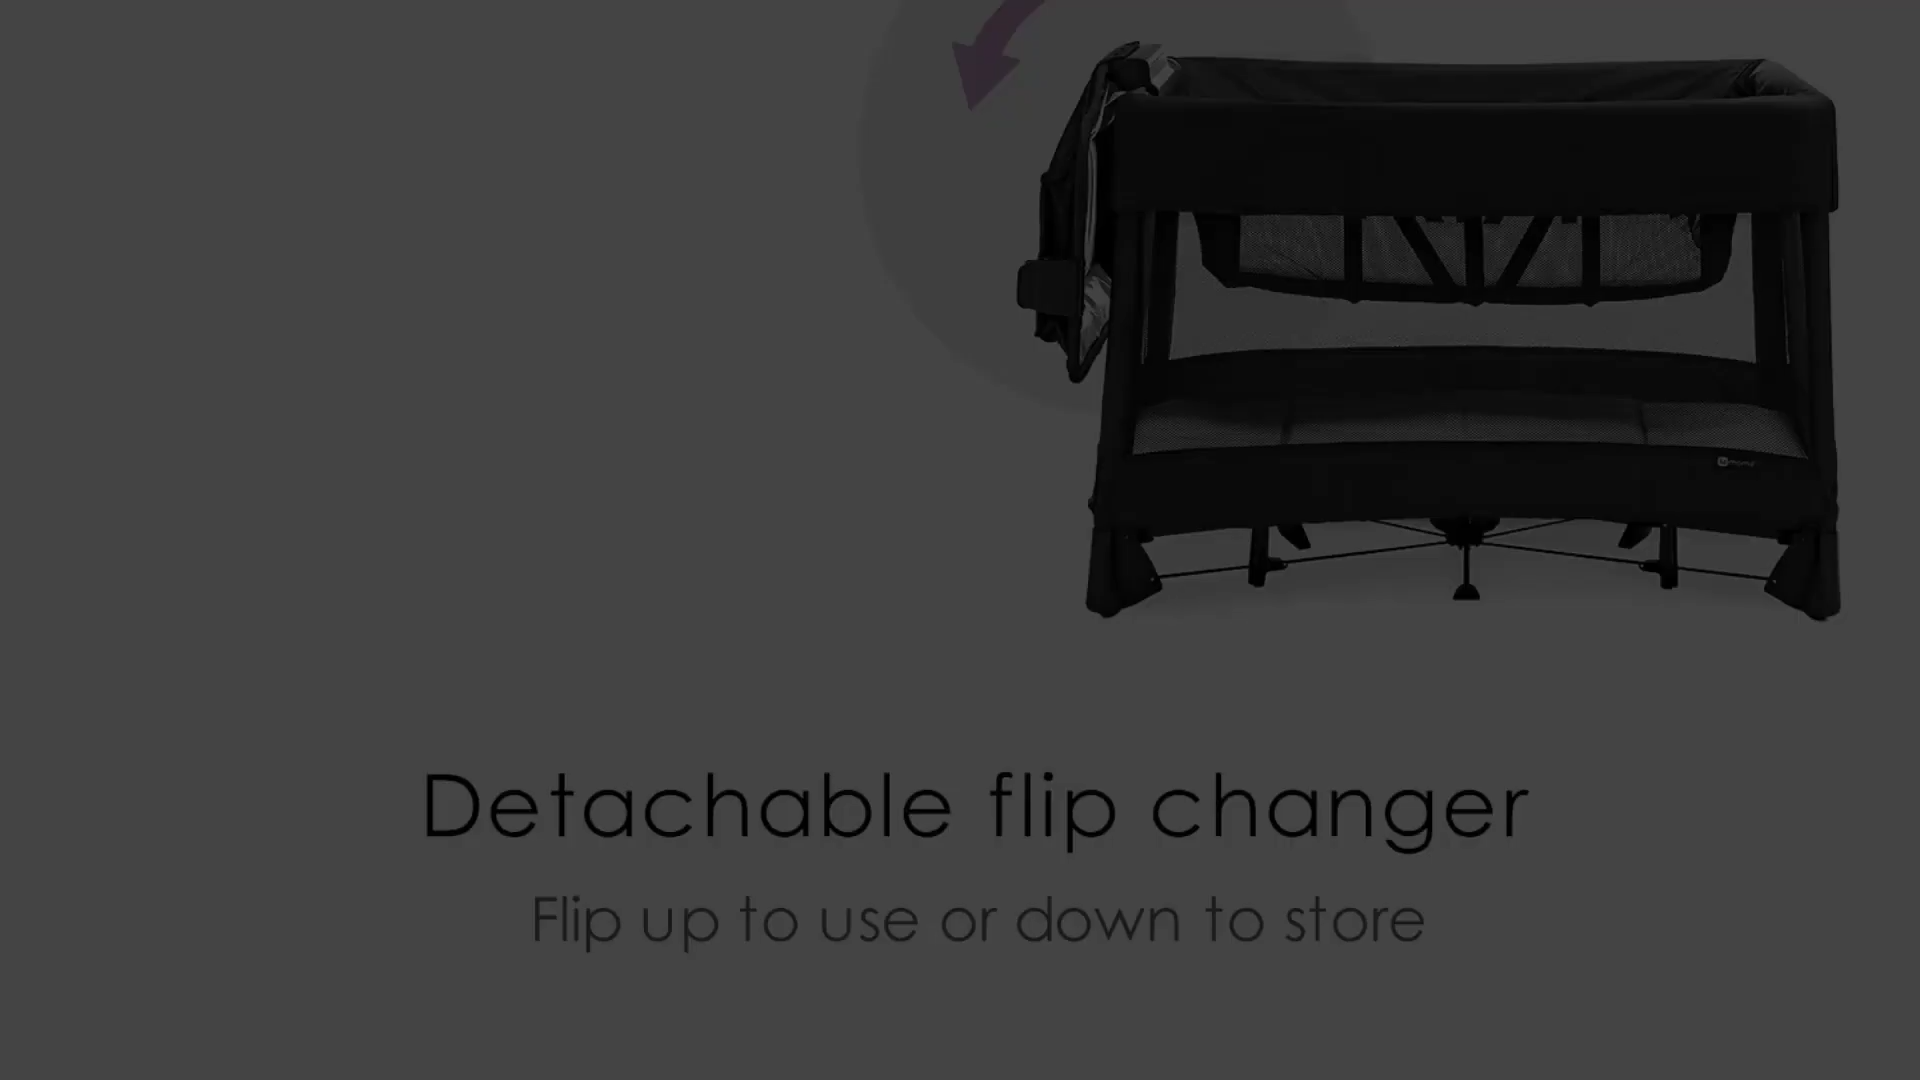 Detachable flip changer
Flip up to use or down to store